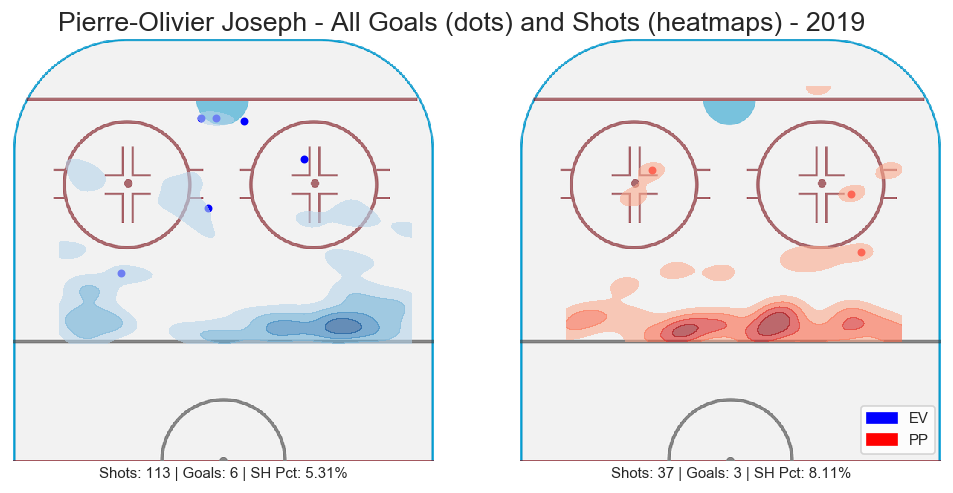 Pierre-Olivier Joseph - All Goals (dots) and Shots (heatmaps) - 2019
EV
PP
Shots: 113 | Goals: 6 | SH Pct: 5.31%
Shots: 37 | Goals: 3 | SH Pct: 8.11%